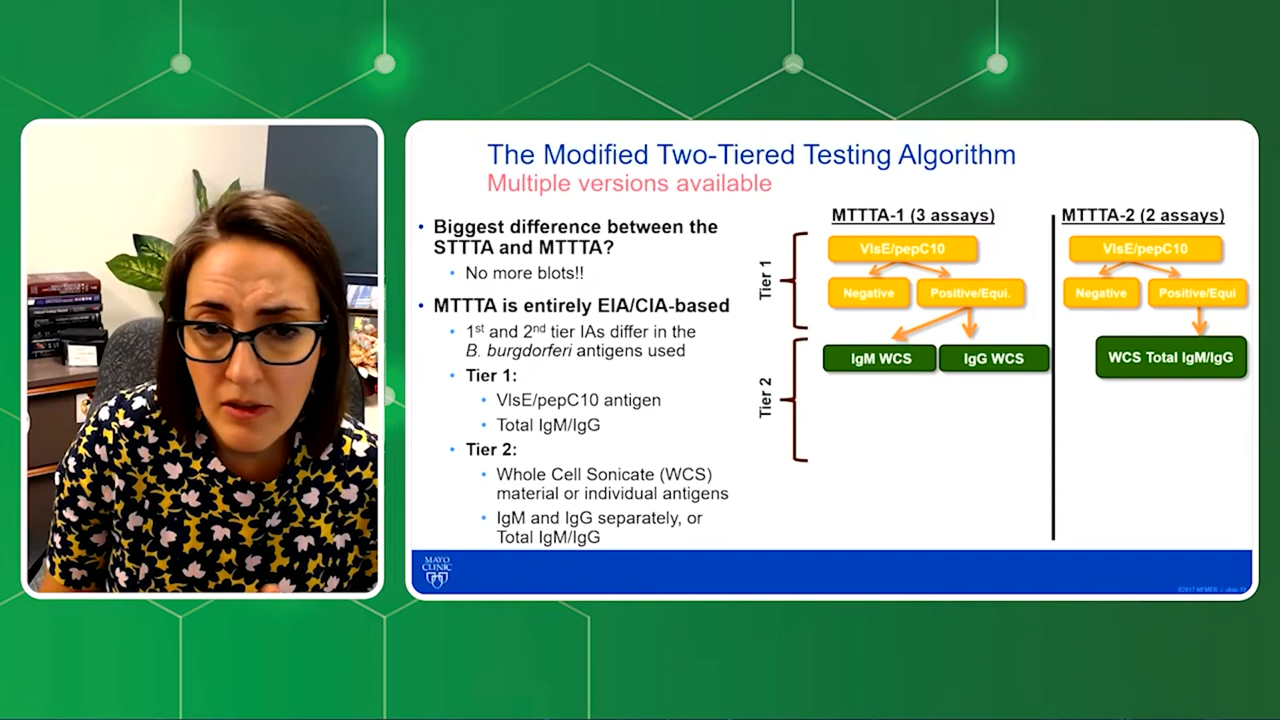 The Modified Two-Tiered Testing Algorithm
Multiple versions available
• Biggest difference between the
STTTA and MTTTA?
• No more blots!!
• MTTTA is entirely EIA/CIA-based
• 1st and 2nd tier IAs differ in the
B. burgdorferi antigens used
• Tier 1:
• VlsE/pepC10 antigen
• Total IgM/IgG
• Tier 2:
• Whole Cell Sonicate (WCS)
material or individual antigens
• IgM and IgG separately, or
Total IgM/IgG
MTTTA-1 (3 assays)
Tier 1
VlsE/pepC10
Negative
Positive/Equi.
Tier 2
IgM WCS
IgG WCS
MTTTA-2 (2 assays)
VlsE/pepC10
Negative
Positive/Equi
WCS Total IgM/IgG
MAYO
CLINIC